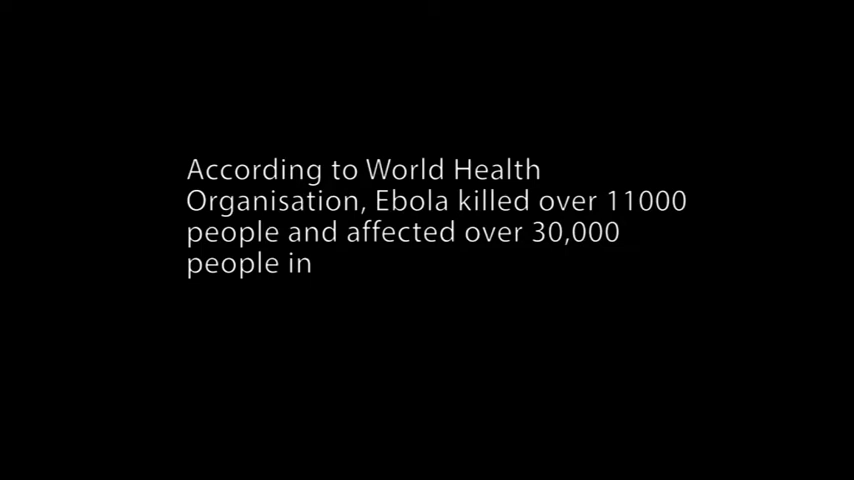 According to World Health
Organisation, Ebola killed over 11000
people and affected over 30,000
people in